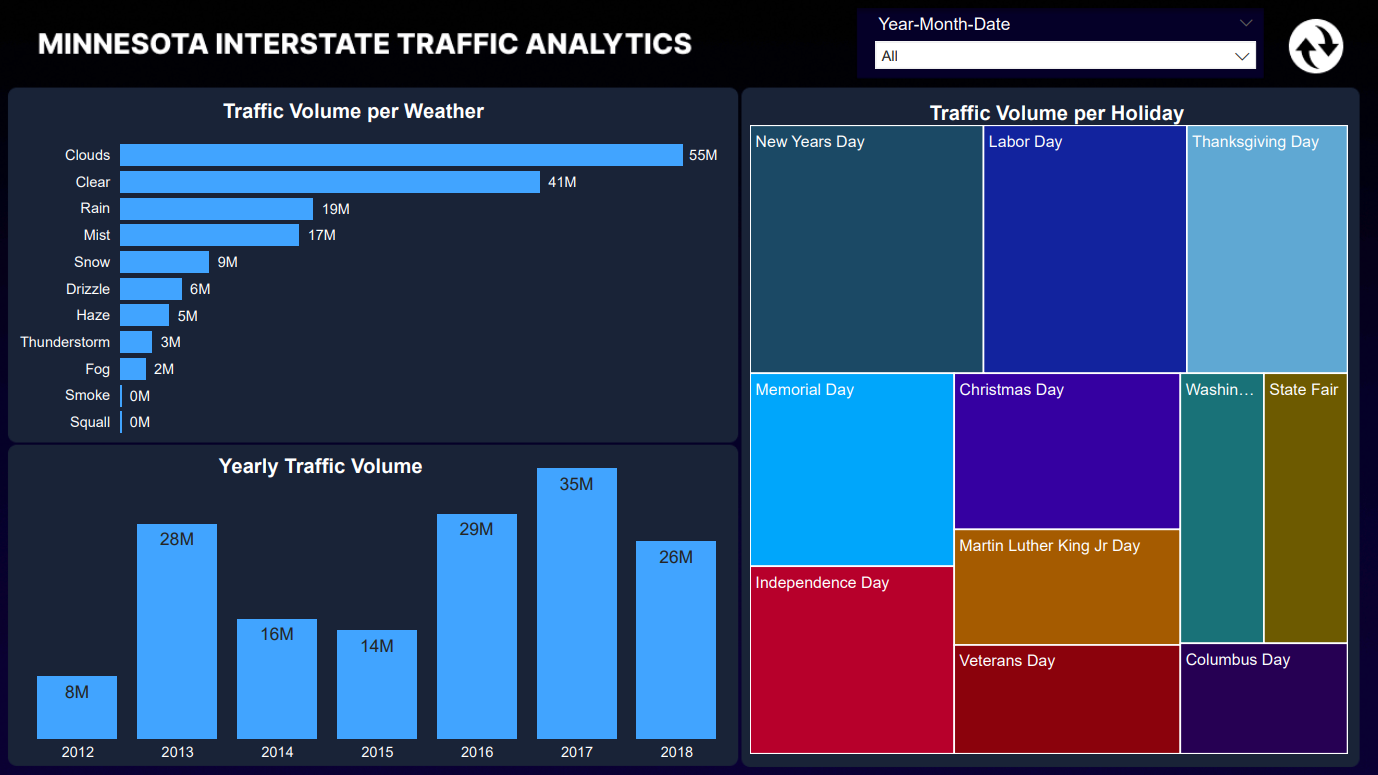 MINNESOTA INTERSTATE TRAFFIC ANALYTICS
Year-Month-Date
All
Traffic Volume per Weather
Clouds 55M
Clear 41M
Rain 19M
Mist 17M
Snow 9M
Drizzle 6M
Haze 5M
Thunderstorm 3M
Fog 2M
Smoke 0M
Squall 0M
Yearly Traffic Volume
8M 28M 16M 14M 29M 35M 26M
2012 2013 2014 2015 2016 2017 2018
Traffic Volume per Holiday
New Years Day
Labor Day
Thanksgiving Day
Memorial Day
Christmas Day
Washin...
State Fair
Martin Luther King Jr Day
Independence Day
Veterans Day
Columbus Day